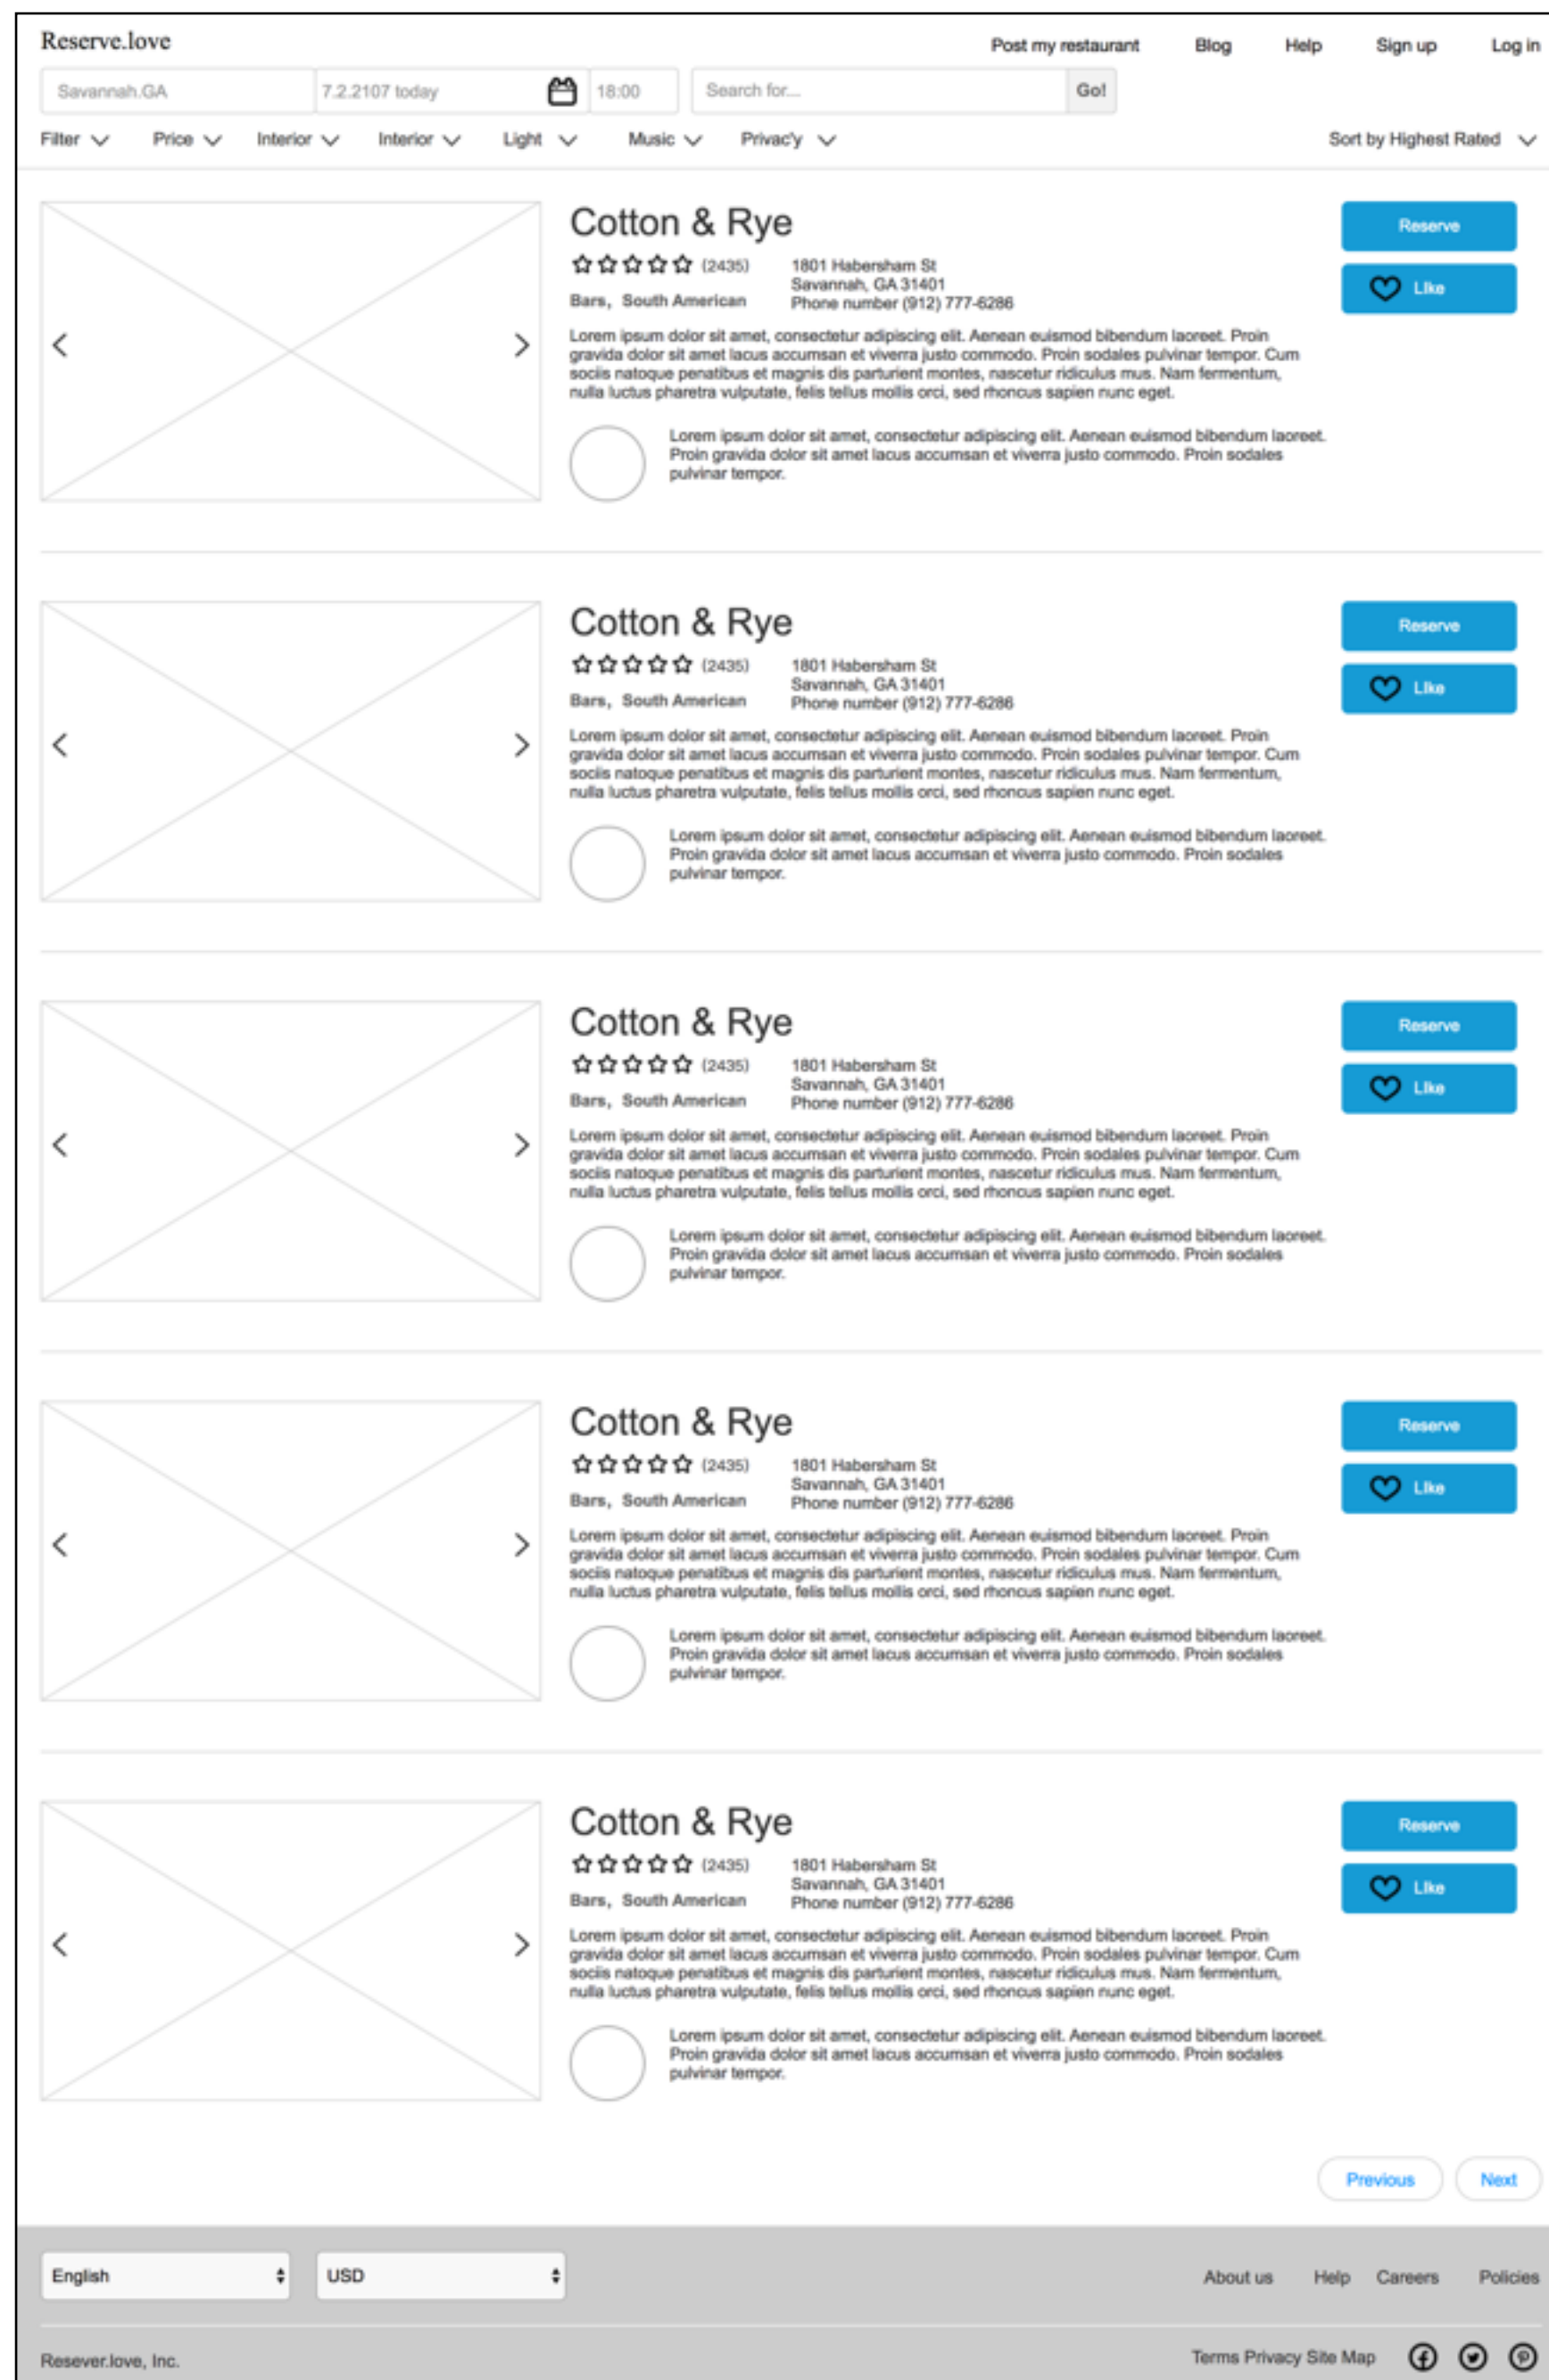 Reserve.love
Post my restaurant Blog Help Sign up Log in
Savannah.GA 7.2.2107 today 18:00 Search for.... Go!
Filter Price Interior Interior Light Music Privac'y Sort by Highest Rated
Cotton & Rye
Reserve
(2435) 1801 Habersham St
Savannah, GA 31401
Bars, South American Phone number (912) 777-6286
LIke
Lorem ipsum dolor sit amet, consectetur adipiscing elit. Aenean euismod bibendum laoreet. Proin
gravida dolor sit amet lacus accumsan et viverra justo commodo. Proin sodales pulvinar tempor. Cum
sociis natoque penatibus et magnis dis parturient montes, nascetur ridiculus mus. Nam fermentum,
nulla luctus pharetra vulputate, felis tellus mollis orci, sed rhoncus sapien nunc eget.
Lorem ipsum dolor sit amet, consectetur adipiscing elit. Aenean euismod bibendum laoreet.
Proin gravida dolor sit amet lacus accumsan et viverra justo commodo. Proin sodales
pulvinar tempor.
Cotton & Rye
Reserve
(2435) 1801 Habersham St
Savannah, GA 31401
Bars, South American Phone number (912) 777-6286
LIke
Lorem ipsum dolor sit amet, consectetur adipiscing elit. Aenean euismod bibendum laoreet. Proin
gravida dolor sit amet lacus accumsan et viverra justo commodo. Proin sodales pulvinar tempor. Cum
sociis natoque penatibus et magnis dis parturient montes, nascetur ridiculus mus. Nam fermentum,
nulla luctus pharetra vulputate, felis tellus mollis orci, sed rhoncus sapien nunc eget.
Lorem ipsum dolor sit amet, consectetur adipiscing elit. Aenean euismod bibendum laoreet.
Proin gravida dolor sit amet lacus accumsan et viverra justo commodo. Proin sodales
pulvinar tempor.
Cotton & Rye
Reserve
(2435) 1801 Habersham St
Savannah, GA 31401
Bars, South American Phone number (912) 777-6286
LIke
Lorem ipsum dolor sit amet, consectetur adipiscing elit. Aenean euismod bibendum laoreet. Proin
gravida dolor sit amet lacus accumsan et viverra justo commodo. Proin sodales pulvinar tempor. Cum
sociis natoque penatibus et magnis dis parturient montes, nascetur ridiculus mus. Nam fermentum,
nulla luctus pharetra vulputate, felis tellus mollis orci, sed rhoncus sapien nunc eget.
Lorem ipsum dolor sit amet, consectetur adipiscing elit. Aenean euismod bibendum laoreet.
Proin gravida dolor sit amet lacus accumsan et viverra justo commodo. Proin sodales
pulvinar tempor.
Cotton & Rye
Reserve
(2435) 1801 Habersham St
Savannah, GA 31401
Bars, South American Phone number (912) 777-6286
LIke
Lorem ipsum dolor sit amet, consectetur adipiscing elit. Aenean euismod bibendum laoreet. Proin
gravida dolor sit amet lacus accumsan et viverra justo commodo. Proin sodales pulvinar tempor. Cum
sociis natoque penatibus et magnis dis parturient montes, nascetur ridiculus mus. Nam fermentum,
nulla luctus pharetra vulputate, felis tellus mollis orci, sed rhoncus sapien nunc eget.
Lorem ipsum dolor sit amet, consectetur adipiscing elit. Aenean euismod bibendum laoreet.
Proin gravida dolor sit amet lacus accumsan et viverra justo commodo. Proin sodales
pulvinar tempor.
Cotton & Rye
Reserve
(2435) 1801 Habersham St
Savannah, GA 31401
Bars, South American Phone number (912) 777-6286
LIke
Lorem ipsum dolor sit amet, consectetur adipiscing elit. Aenean euismod bibendum laoreet. Proin
gravida dolor sit amet lacus accumsan et viverra justo commodo. Proin sodales pulvinar tempor. Cum
sociis natoque penatibus et magnis dis parturient montes, nascetur ridiculus mus. Nam fermentum,
nulla luctus pharetra vulputate, felis tellus mollis orci, sed rhoncus sapien nunc eget.
Lorem ipsum dolor sit amet, consectetur adipiscing elit. Aenean euismod bibendum laoreet.
Proin gravida dolor sit amet lacus accumsan et viverra justo commodo. Proin sodales
pulvinar tempor.
Previous Next
English USD About us Help Careers Policies
Resever.love, Inc. Terms Privacy Site Map